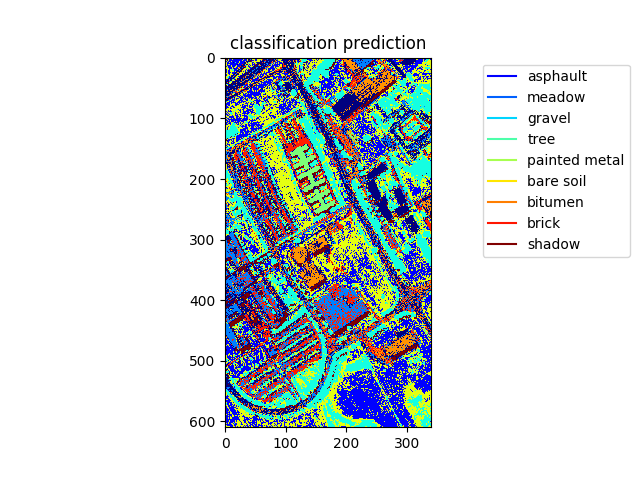 classification prediction
0
100
200
300
400
500
600
0 100 200 300
asphault
meadow
gravel
tree
painted metal
bare soil
bitumen
brick
shadow